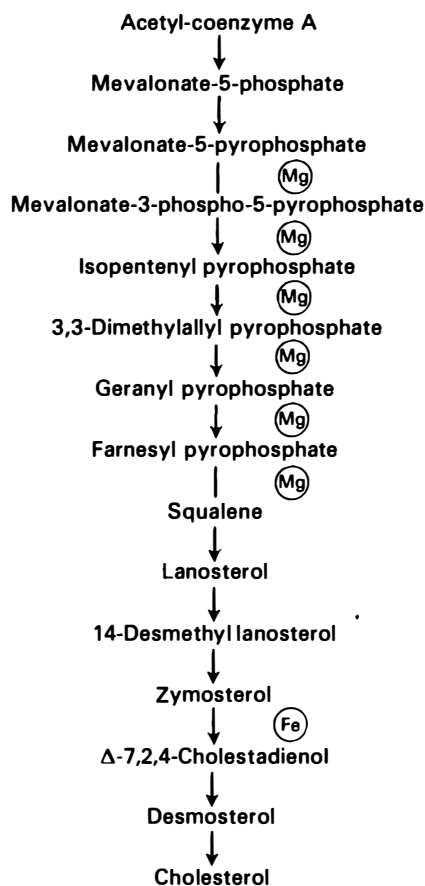 Acetyl-coenzyme A
Mevalonate-5-phosphate
Mevalonate-5-pyrophosphate
Mg
Mevalonate-3-phospho-5-pyrophosphate
Mg
Isopentenyl pyrophosphate
Mg
3,3-Dimethylallyl pyrophosphate
Mg
Geranyl pyrophosphate
Mg
Farnesyl pyrophosphate
Mg
Squalene
Lanosterol
14-Desmethyl lanosterol
Zymosterol
Fe
Δ-7,2,4-Cholestadienol
Desmosterol
Cholesterol